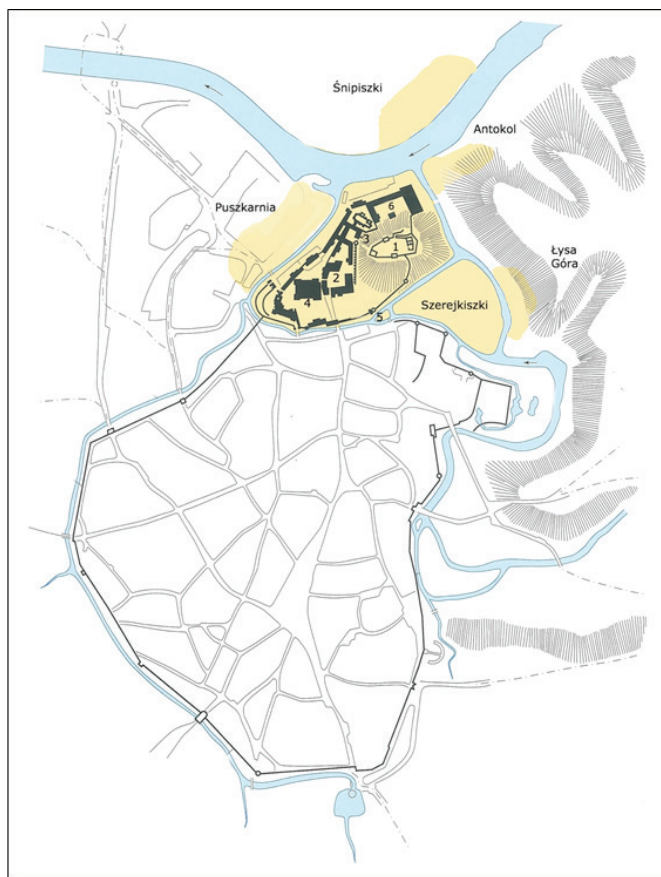 Śnipiszki
Antokol
Puszkarnia
6
3
1
Łysa
Góra
2
4
Szerejkiszki
5